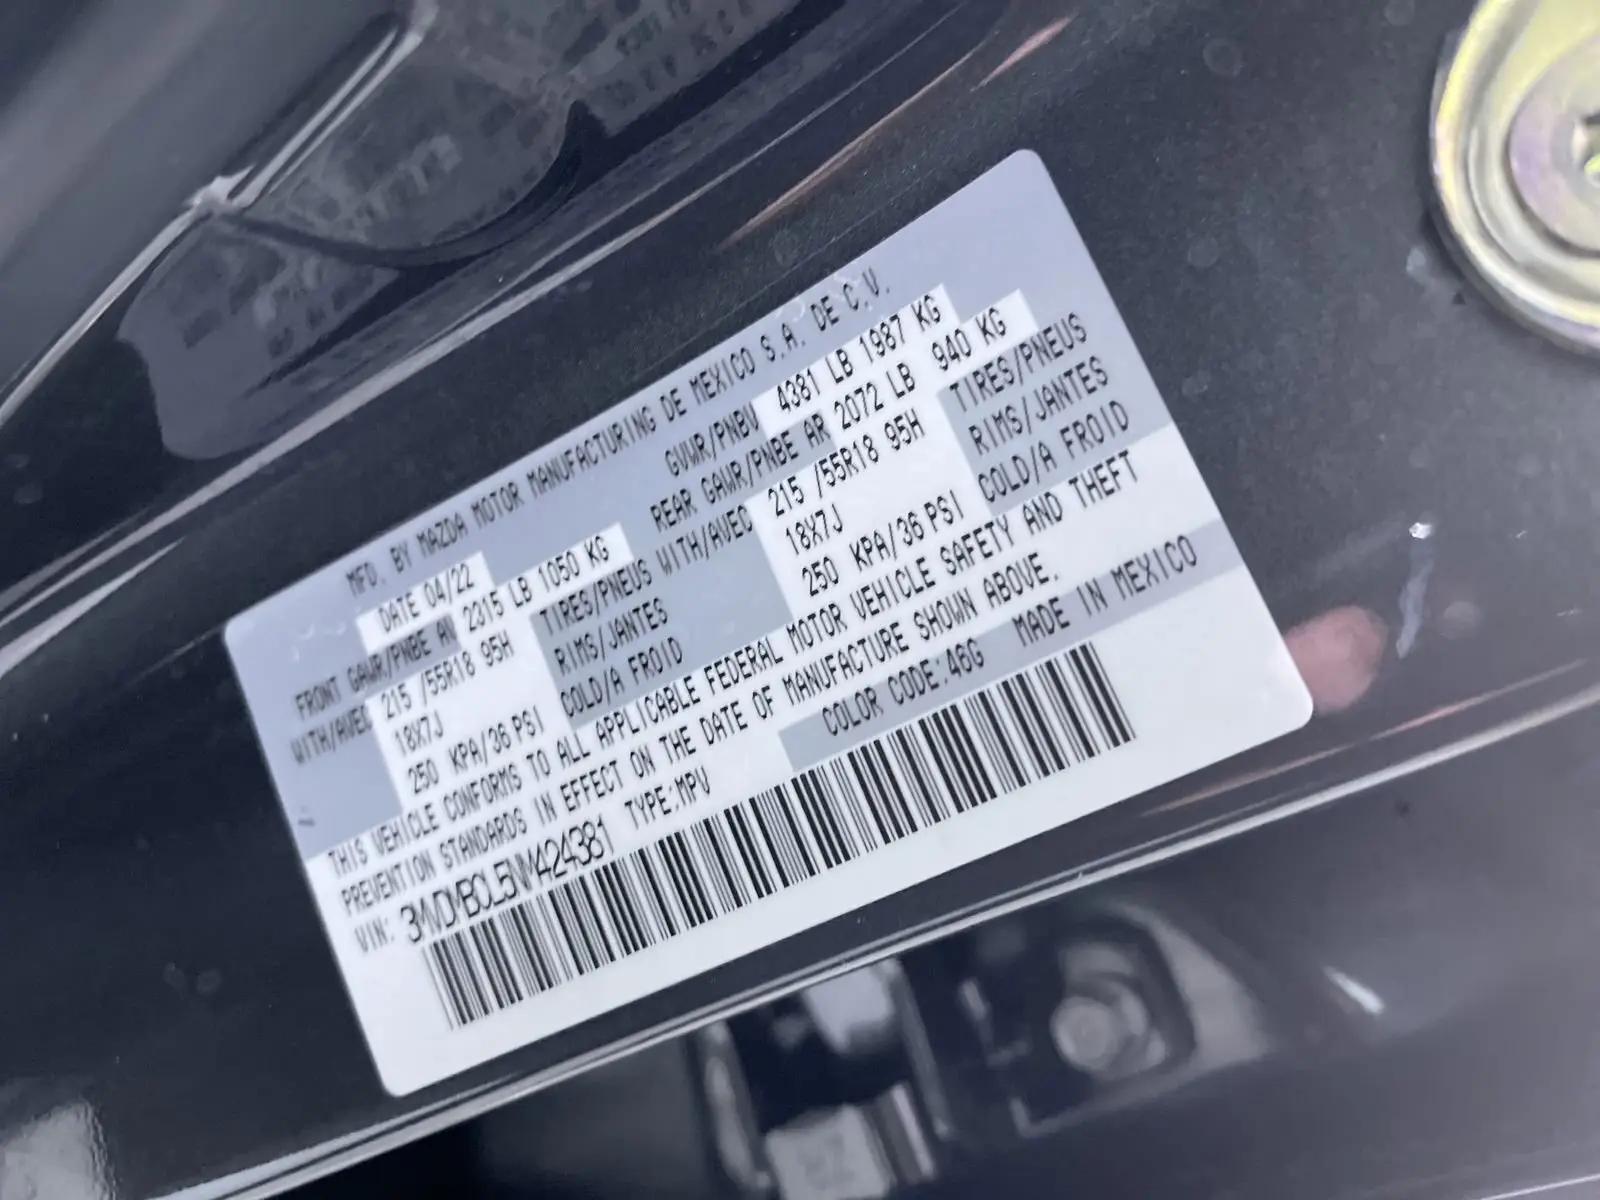 MFD. BY MAZDA MOTOR MANUFACTURING DE MEXICO S.A. DE C.V.
DATE 04/22 GVWR/PNBV 4381 LB 1987 KG
FRONT GAWR/PNBE AV 2315 LB 1050 KG REAR GAWR/PNBE AR 2072 LB 940 KG
WITH/AVEC 215 /55R18 95H TIRES/PNEUS WITH/AVEC 215 /55R18 95H TIRES/PNEUS
18X7J RIMS/JANTES 18X7J RIMS/JANTES
250 KPA/36 PSI COLD/A FROID 250 KPA/36 PSI COLD/A FROID
THIS VEHICLE CONFORMS TO ALL APPLICABLE FEDERAL MOTOR VEHICLE SAFETY AND THEFT
PREVENTION STANDARDS IN EFFECT ON THE DATE OF MANUFACTURE SHOWN ABOVE.
VIN: 3MVDMBCL5NM424381 TYPE:MPV COLOR CODE:46G MADE IN MEXICO